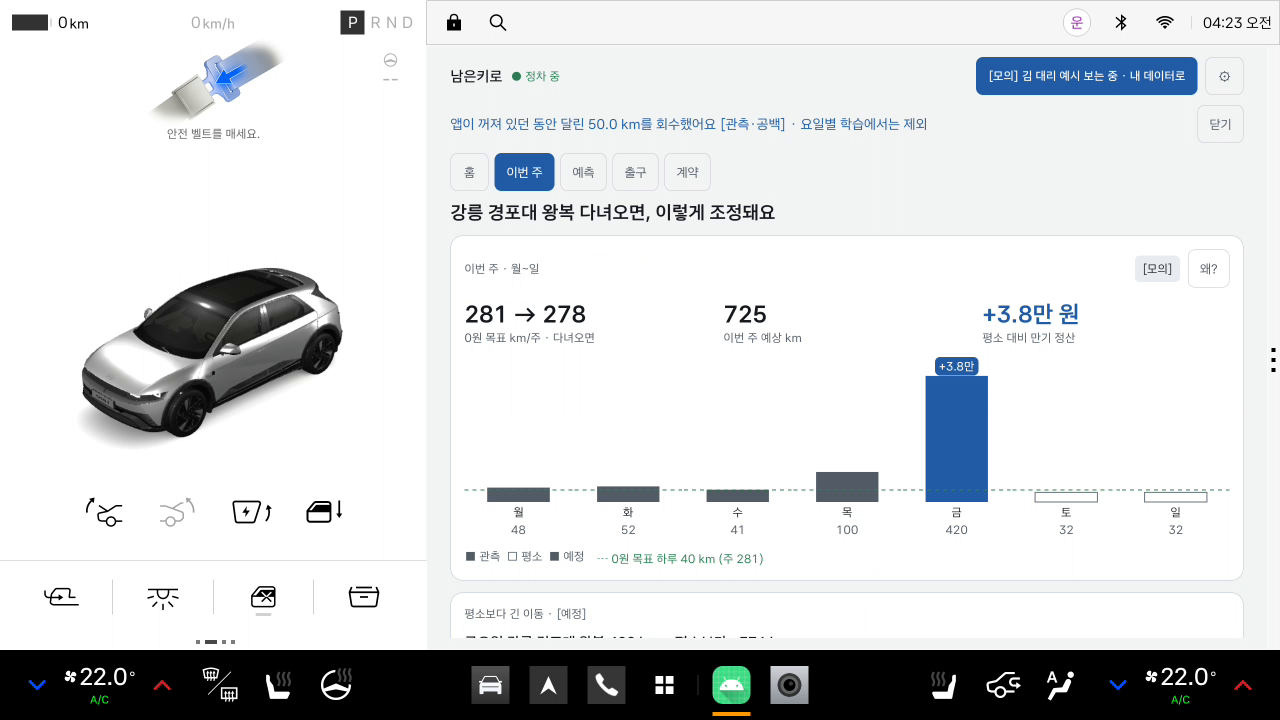 0 km
0 km/h
P R N D
안전 벨트를 매세요.
22.0°
A/C
운
04:23 오전
남은키로
정차 중
[모의] 김 대리 예시 보는 중 · 내 데이터로
앱이 꺼져 있던 동안 달린 50.0 km를 회수했어요 [관측·공백] · 요일별 학습에서는 제외
닫기
홈
이번 주
예측
출구
계약
강릉 경포대 왕복 다녀오면, 이렇게 조정돼요
이번 주 · 월~일
[모의]
왜?
281 → 278
0원 목표 km/주 · 다녀오면
725
이번 주 예상 km
+3.8만 원
평소 대비 만기 정산
+3.8만
월 화 수 목 금 토 일
48 52 41 100 420 32 32
관측 평소 예정 0원 목표 하루 40 km (주 281)
평소보다 긴 이동 · [예정]
A
22.0°
A/C